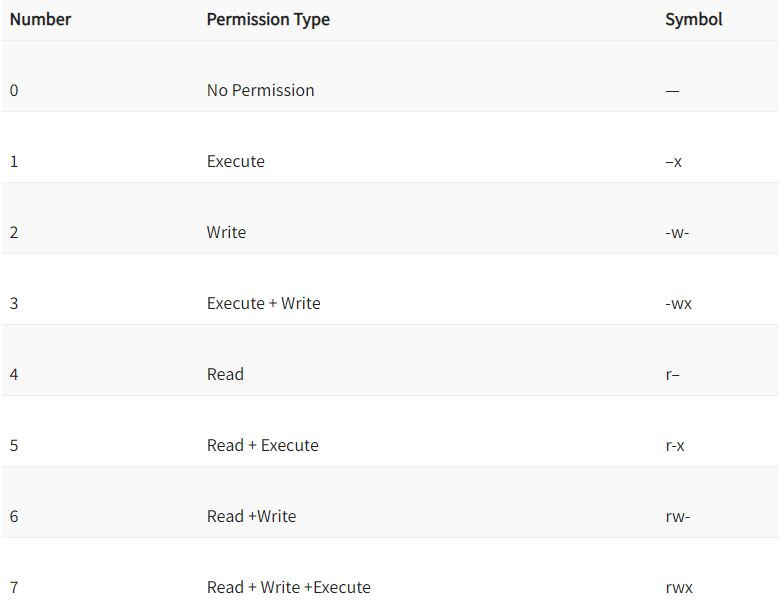 Number Permission Type Symbol
0 No Permission —
1 Execute –x
2 Write -w-
3 Execute + Write -wx
4 Read r–
5 Read + Execute r-x
6 Read +Write rw-
7 Read + Write +Execute rwx